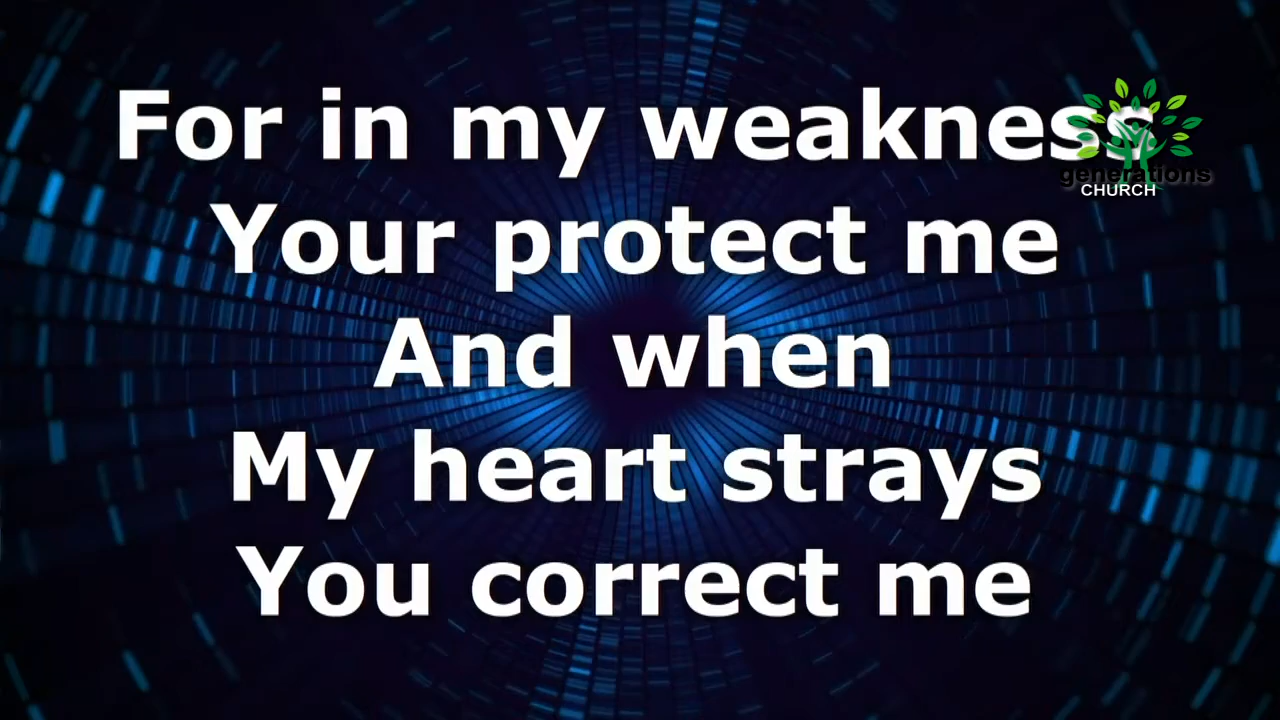 For in my weakness
Your protect me
And when
My heart strays
You correct me
generations
CHURCH